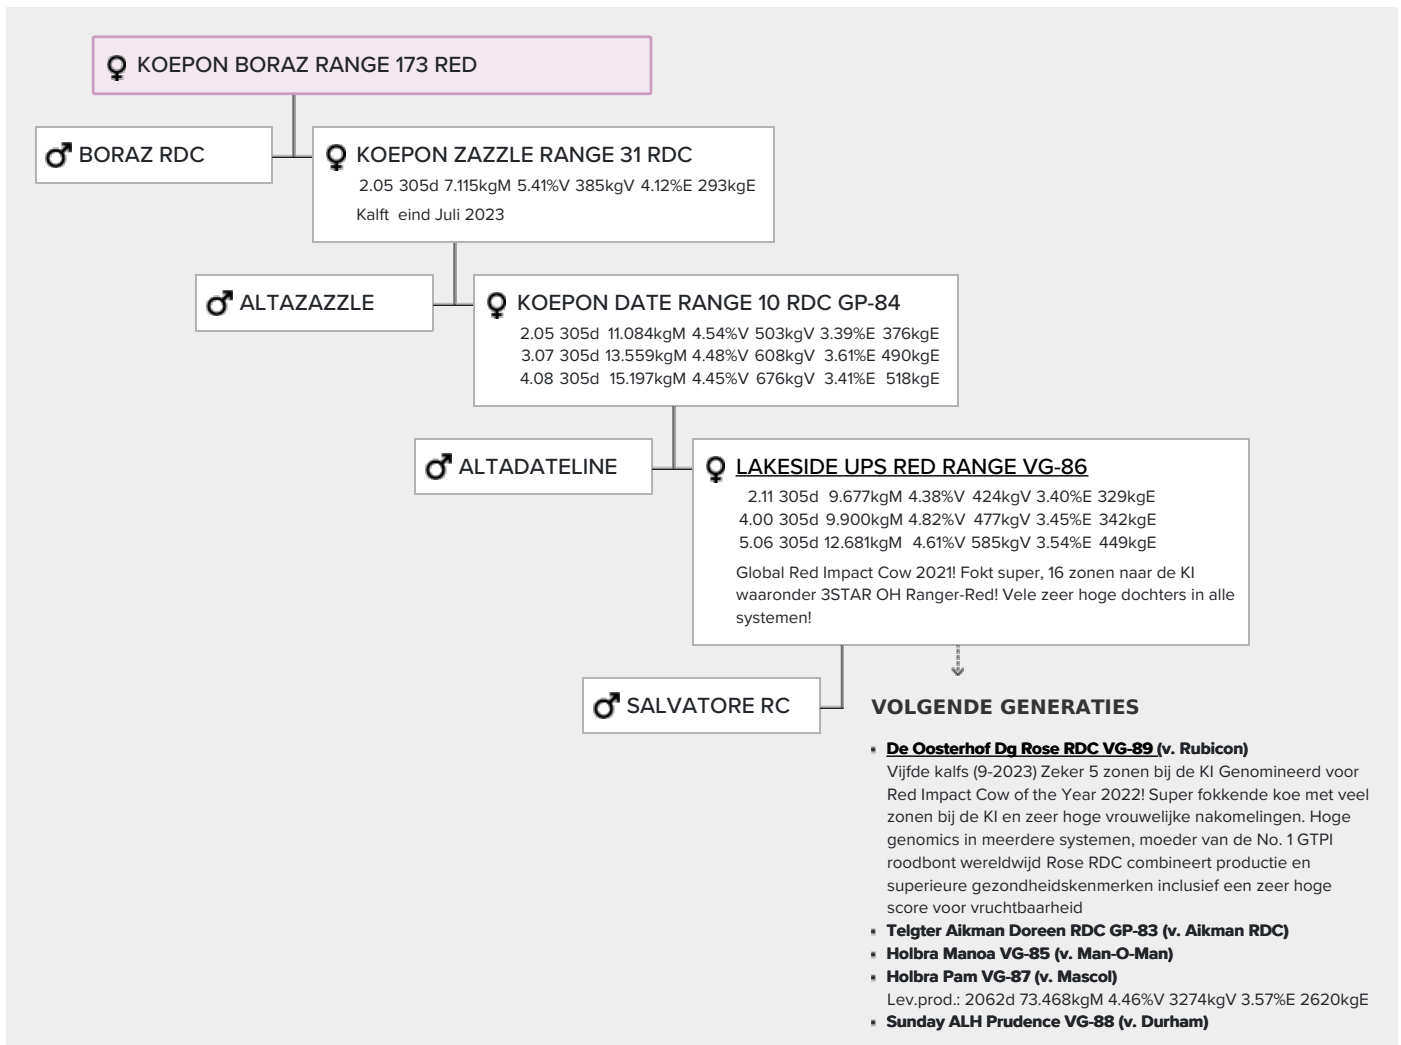 KOEPON BORAZ RANGE 173 RED
BORAZ RDC
KOEPON ZAZZLE RANGE 31 RDC
2.05 305d 7.115kgM 5.41%V 385kgV 4.12%E 293kgE
Kalft eind Juli 2023
ALTAZAZZLE
KOEPON DATE RANGE 10 RDC GP-84
2.05 305d 11.084kgM 4.54%V 503kgV 3.39%E 376kgE
3.07 305d 13.559kgM 4.48%V 608kgV 3.61%E 490kgE
4.08 305d 15.197kgM 4.45%V 676kgV 3.41%E 518kgE
ALTADATELINE
LAKESIDE UPS RED RANGE VG-86
2.11 305d 9.677kgM 4.38%V 424kgV 3.40%E 329kgE
4.00 305d 9.900kgM 4.82%V 477kgV 3.45%E 342kgE
5.06 305d 12.681kgM 4.61%V 585kgV 3.54%E 449kgE
Global Red Impact Cow 2021! Fokt super, 16 zonen naar de KI
waaronder 3STAR OH Ranger-Red! Vele zeer hoge dochters in alle
systemen!
SALVATORE RC
VOLGENDE GENERATIES
De Oosterhof Dg Rose RDC VG-89 (v. Rubicon)
Vijfde kalfs (9-2023) Zeker 5 zonen bij de KI Genomineerd voor
Red Impact Cow of the Year 2022! Super fokkende koe met veel
zonen bij de KI en zeer hoge vrouwelijke nakomelingen. Hoge
genomics in meerdere systemen, moeder van de No. 1 GTPI
roodbont wereldwijd Rose RDC combineert productie en
superieure gezondheidskenmerken inclusief een zeer hoge
score voor vruchtbaarheid
Telgter Aikman Doreen RDC GP-83 (v. Aikman RDC)
Holbra Manoa VG-85 (v. Man-O-Man)
Holbra Pam VG-87 (v. Mascol)
Lev.prod.: 2062d 73.468kgM 4.46%V 3274kgV 3.57%E 2620kgE
Sunday ALH Prudence VG-88 (v. Durham)